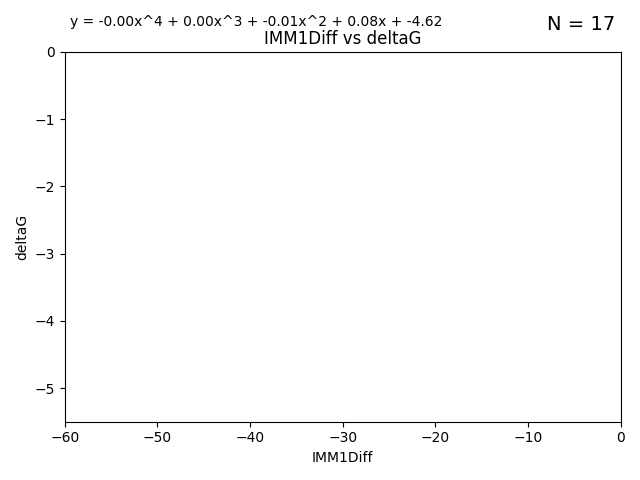 y = -0.00x^4 + 0.00x^3 + -0.01x^2 + 0.08x + -4.62
N = 17
IMM1Diff vs deltaG
0
−1
−2
−3
−4
−5
deltaG
−60 −50 −40 −30 −20 −10 0
IMM1Diff